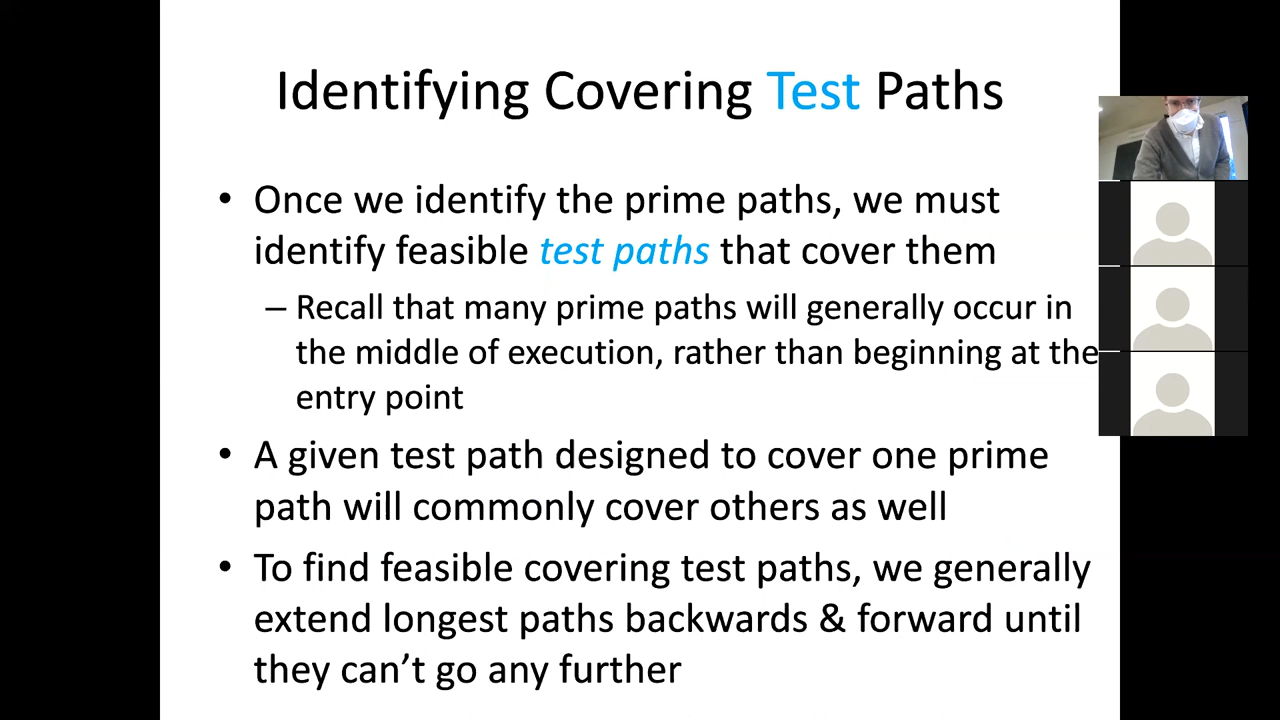 Identifying Covering Test Paths
• Once we identify the prime paths, we must
identify feasible test paths that cover them
– Recall that many prime paths will generally occur in
the middle of execution, rather than beginning at the
entry point
• A given test path designed to cover one prime
path will commonly cover others as well
• To find feasible covering test paths, we generally
extend longest paths backwards & forward until
they can’t go any further